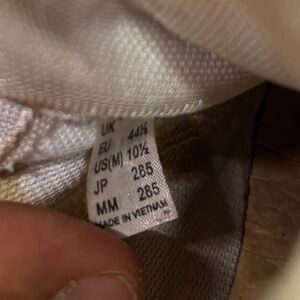 UK
EU 44½
US(M) 10½
JP 285
MM 285
MADE IN VIETNAM